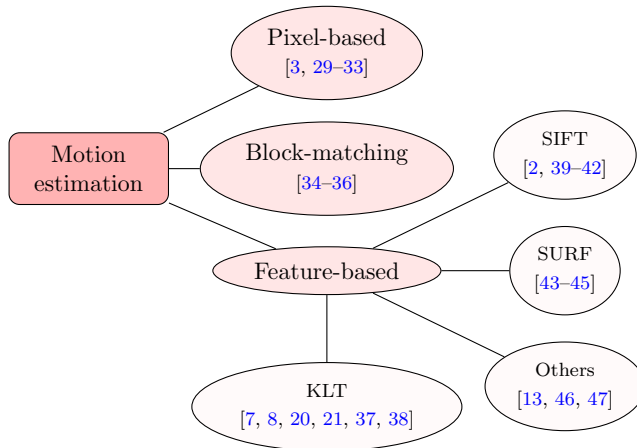 Pixel-based
[3, 29–33]
Motion
estimation
Block-matching
[34–36]
SIFT
[2, 39–42]
Feature-based
SURF
[43–45]
KLT
[7, 8, 20, 21, 37, 38]
Others
[13, 46, 47]